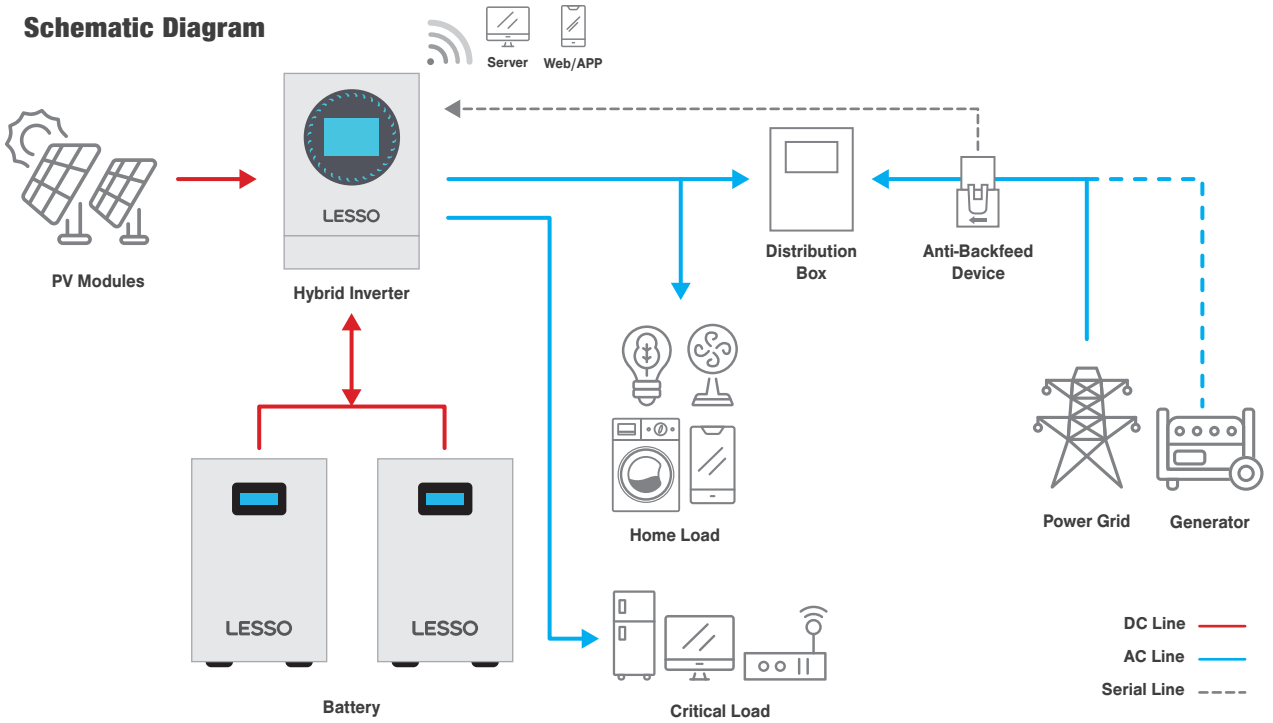 Schematic Diagram
Server
Web/APP
LESSO
PV Modules
Hybrid Inverter
Distribution
Box
Anti-Backfeed
Device
Home Load
Power Grid
Generator
LESSO
LESSO
Battery
Critical Load
DC Line
AC Line
Serial Line